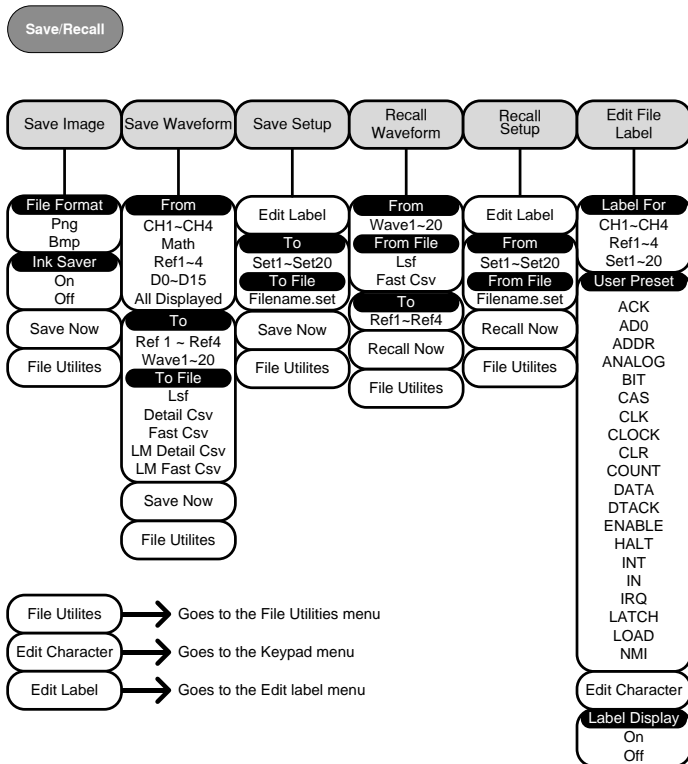 Save/Recall
Save Image
File Format
Png
Bmp
Ink Saver
On
Off
Save Now
File Utilites
Save Waveform
From
CH1~CH4
Math
Ref1~4
D0~D15
All Displayed
To
Ref 1 ~ Ref4
Wave1~20
To File
Lsf
Detail Csv
Fast Csv
LM Detail Csv
LM Fast Csv
Save Now
File Utilites
Save Setup
Edit Label
To
Set1~Set20
To File
Filename.set
Save Now
File Utilites
Recall
Waveform
From
Wave1~20
From File
Lsf
Fast Csv
To
Ref1~Ref4
Recall Now
File Utilites
Recall
Setup
Edit Label
From
Set1~Set20
From File
Filename.set
Recall Now
File Utilites
Edit File
Label
Label For
CH1~CH4
Ref1~4
Set1~20
User Preset
ACK
AD0
ADDR
ANALOG
BIT
CAS
CLK
CLOCK
CLR
COUNT
DATA
DTACK
ENABLE
HALT
INT
IN
IRQ
LATCH
LOAD
NMI
Edit Character
Label Display
On
Off
File Utilites Goes to the File Utilities menu
Edit Character Goes to the Keypad menu
Edit Label Goes to the Edit label menu